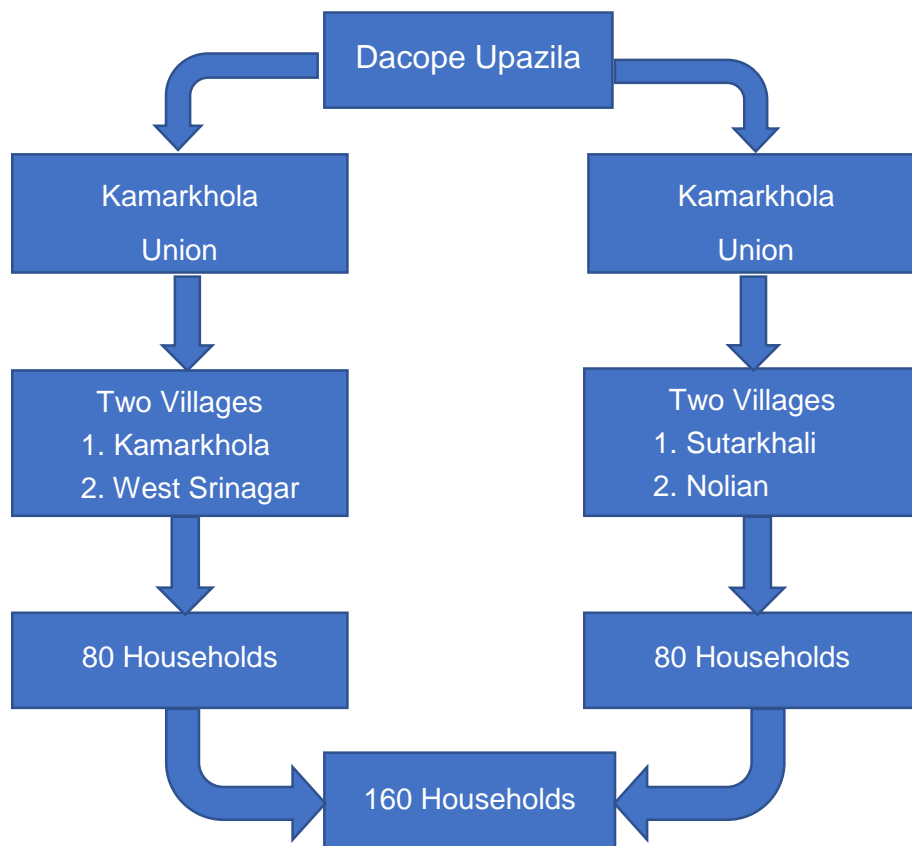 Dacope Upazila
Kamarkhola
Union
Kamarkhola
Union
Two Villages
1. Kamarkhola
2. West Srinagar
Two Villages
1. Sutarkhali
2. Nolian
80 Households
80 Households
160 Households